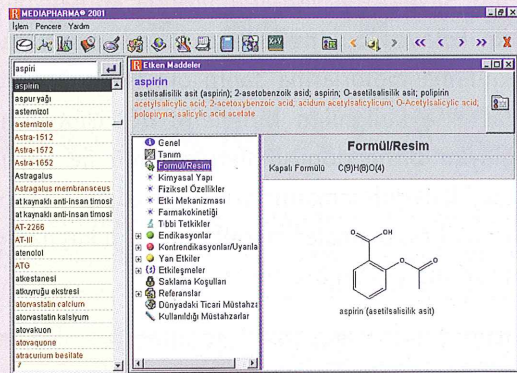 MEDIAPHARMA® 2001
İşlem Pencere Yardım
aspiri
aspirin
aspur yağı
astemizol
astemizole
Astra-1512
Astra-1572
Astra-1652
Astragalus
Astragalus membranaceus
at kaynaklı anti-insan timosi
at kaynaklı anti-insan timosi
AT-2266
AT-III
atenolol
ATG
atkestanesi
atkuyruğu ekstresi
atorvastatin calcium
atorvastatin kalsiyum
atovakuon
atovaquone
atracurium besilate
Etken Maddeler
aspirin
asetilsalisilik asit (aspirin); 2-asetobenzoik asid; aspirin; O-asetilsalisilik asit; polipirin
acetylsalicylic acid; 2-acetoxybenzoic acid; acidum acetylsalicylicum; O-Acetylsalicylic acid;
polopiryna; salicylic acid acetate
Genel
Tanım
Formül/Resim
Kimyasal Yapı
Fiziksel Özellikler
Etki Mekanizması
Farmakokinetiği
Tıbbi Tetkikler
Endikasyonlar
Kontrendikasyonlar/Uyarıla
Yan Etkiler
Etkileşmeler
Saklama Koşulları
Referanslar
Dünyadaki Ticari Müstahza
Kullanıldığı Müstahzarlar
Formül/Resim
Kapalı Formülü C(9)H(8)O(4)
O OH
O O
aspirin (asetilsalisilik asit)